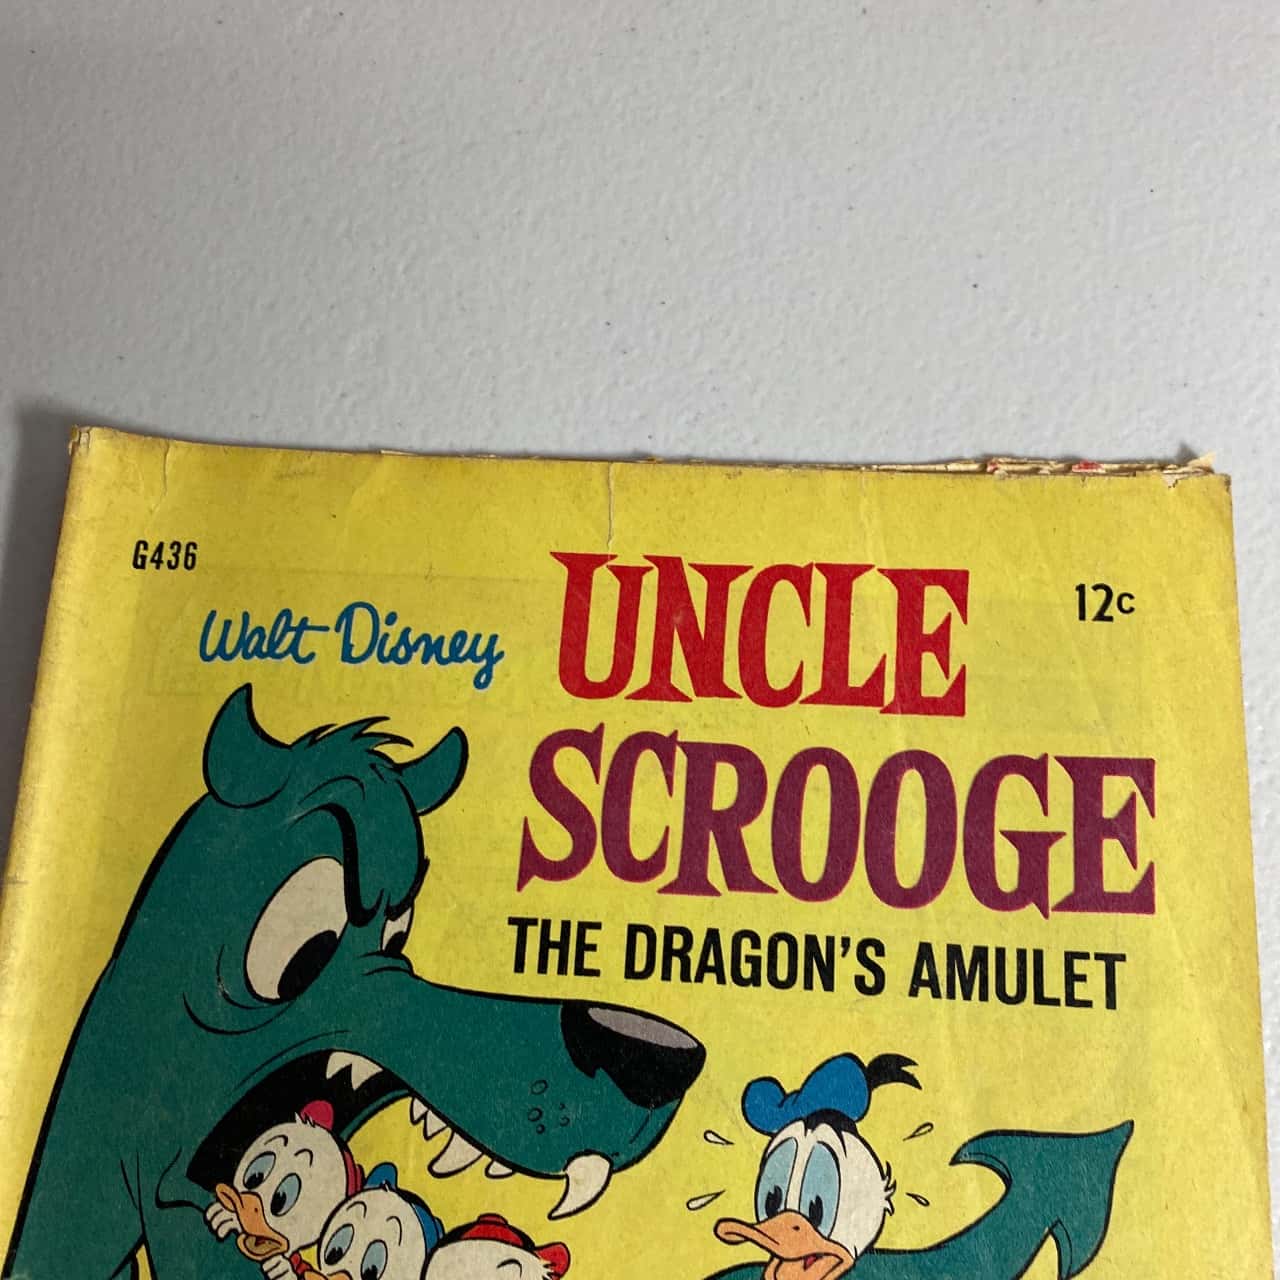 G436
Walt Disney
UNCLE
12c
SCROOGE
THE DRAGON'S AMULET